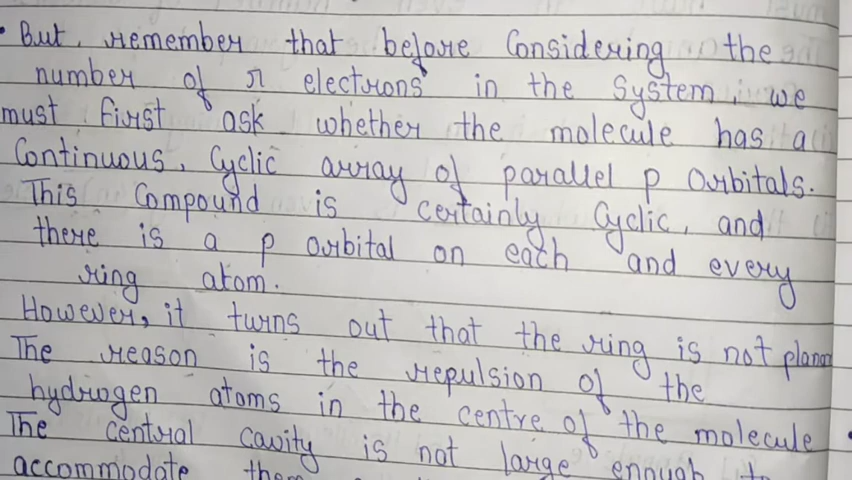 • But, remember that before Considering the
number of π electrons in the System, we
must first ask whether the molecule has a
Continuous, Cyclic array of parallel p Orbitals.
This Compound is certainly Cyclic, and
there is a p orbital on each and every
ring atom.
However, it turns out that the ring is not planar
The reason is the repulsion of the
hydrogen atoms in the centre of the molecule
The central cavity is not large enough to
accommodate them